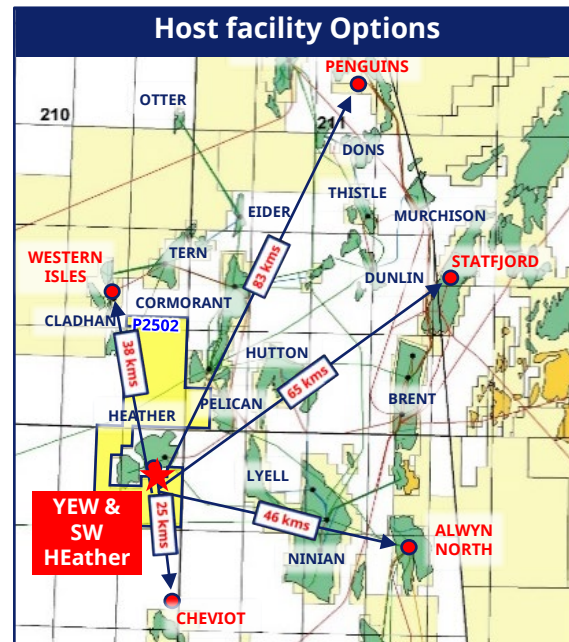 Host facility Options
PENGUINS
OTTER
210
211
DONS
THISTLE
EIDER
MURCHISON
WESTERN
ISLES
TERN
STATFJORD
83 kms
DUNLIN
CORMORANT
CLADHAN
P2502
38 kms
HUTTON
65 kms
BRENT
HEATHER
PELICAN
LYELL
YEW &
SW
HEather
25 kms
46 kms
ALWYN
NORTH
NINIAN
CHEVIOT